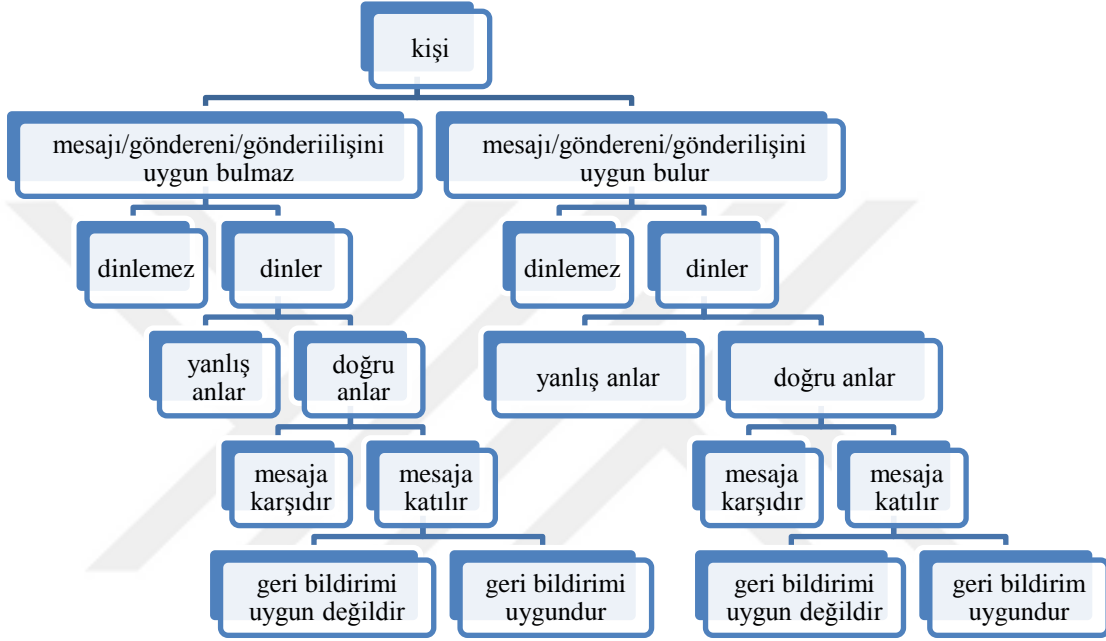 kişi
mesajı/göndereni/gönderiilişini
uygun bulmaz
mesajı/göndereni/gönderilişini
uygun bulur
dinlemez
dinler
dinlemez
dinler
yanlış
anlar
doğru
anlar
yanlış anlar
doğru anlar
mesaja
karşıdır
mesaja
katılır
mesaja
karşıdır
mesaja
katılır
geri bildirimi
uygun değildir
geri bildirimi
uygundur
geri bildirimi
uygun değildir
geri bildirim
uygundur